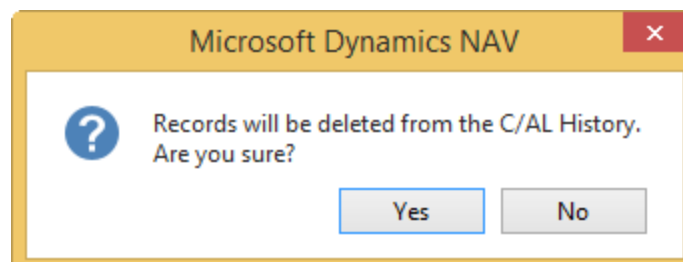 Microsoft Dynamics NAV
Records will be deleted from the C/AL History.
Are you sure?
Yes No